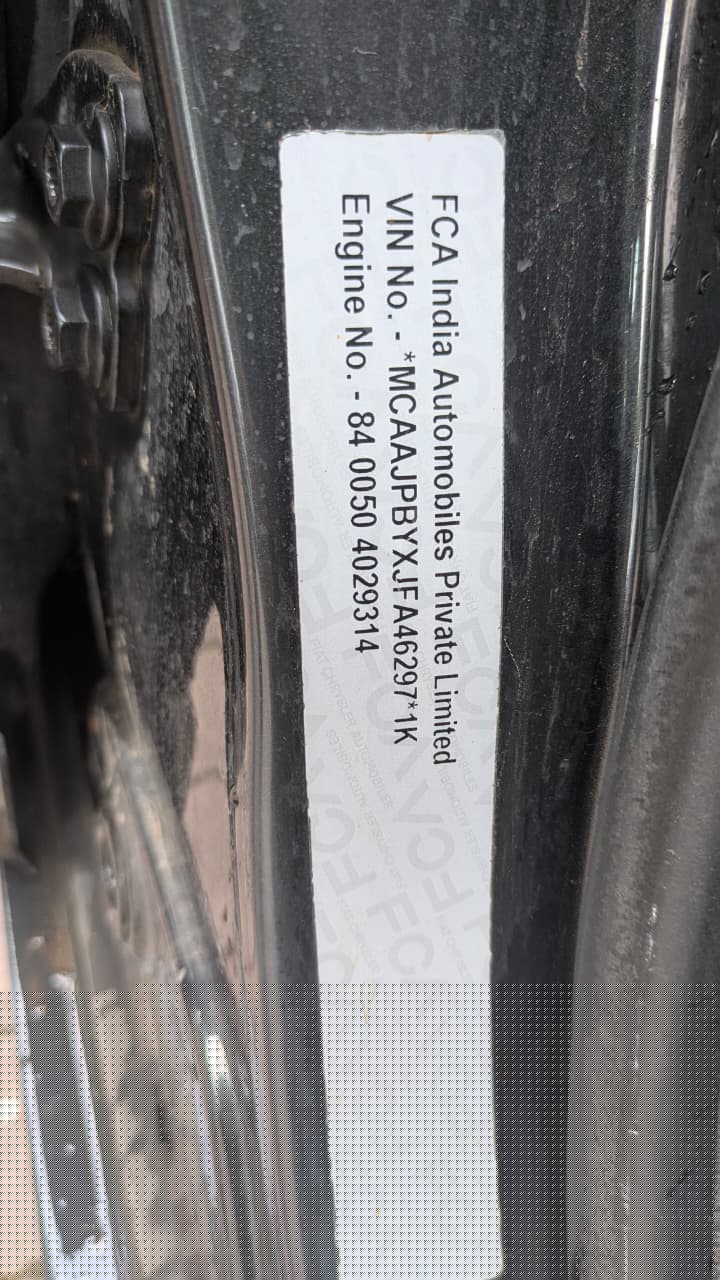 FCA India Automobiles Private Limited
VIN No. - *MCAAJPBYXJFA46297*1K
Engine No. - 84 0050 4029314